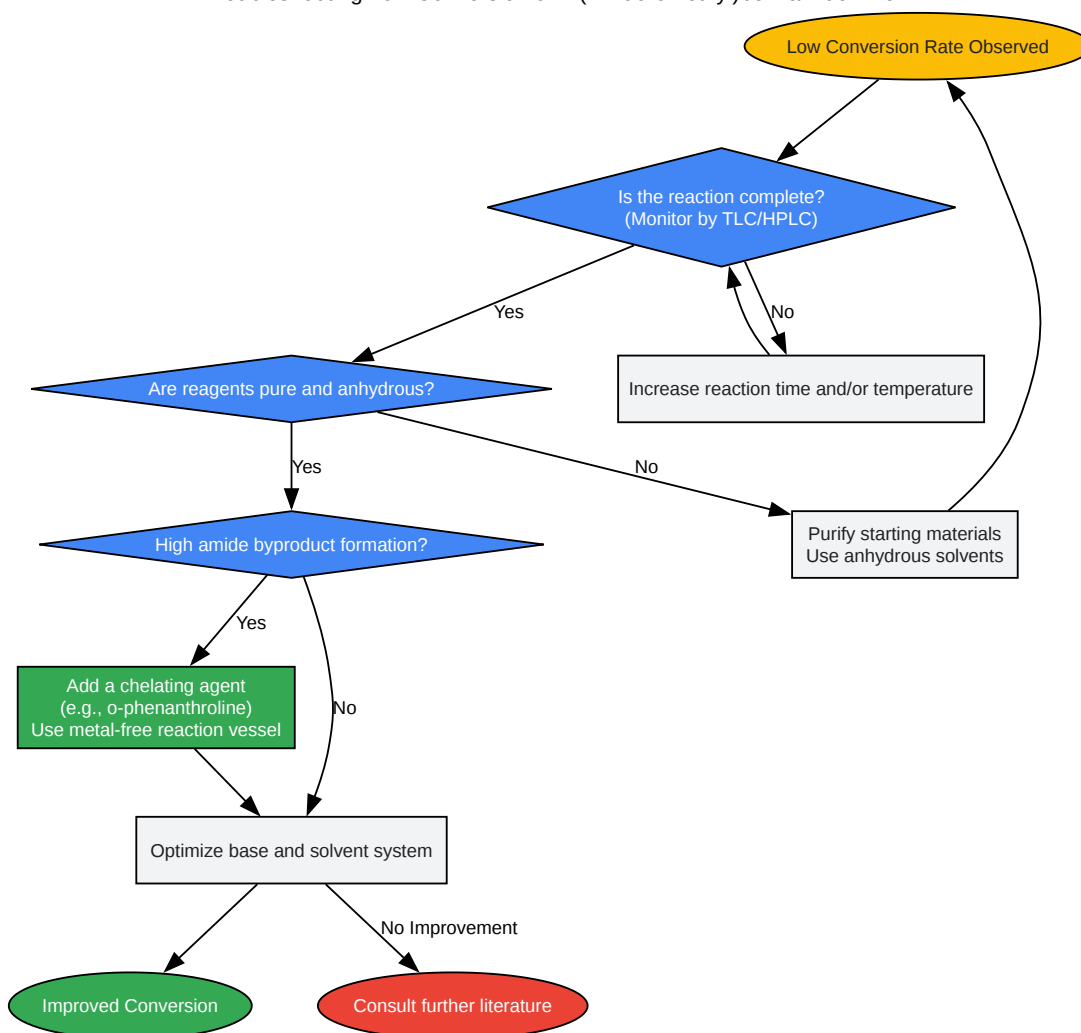 Low Conversion Rate Observed
Is the reaction complete?
(Monitor by TLC/HPLC)
Yes
No
Are reagents pure and anhydrous?
Increase reaction time and/or temperature
Yes
No
High amide byproduct formation?
Purify starting materials
Use anhydrous solvents
Yes
Add a chelating agent
(e.g., o-phenanthroline)
Use metal-free reaction vessel
No
Optimize base and solvent system
No Improvement
Improved Conversion
Consult further literature